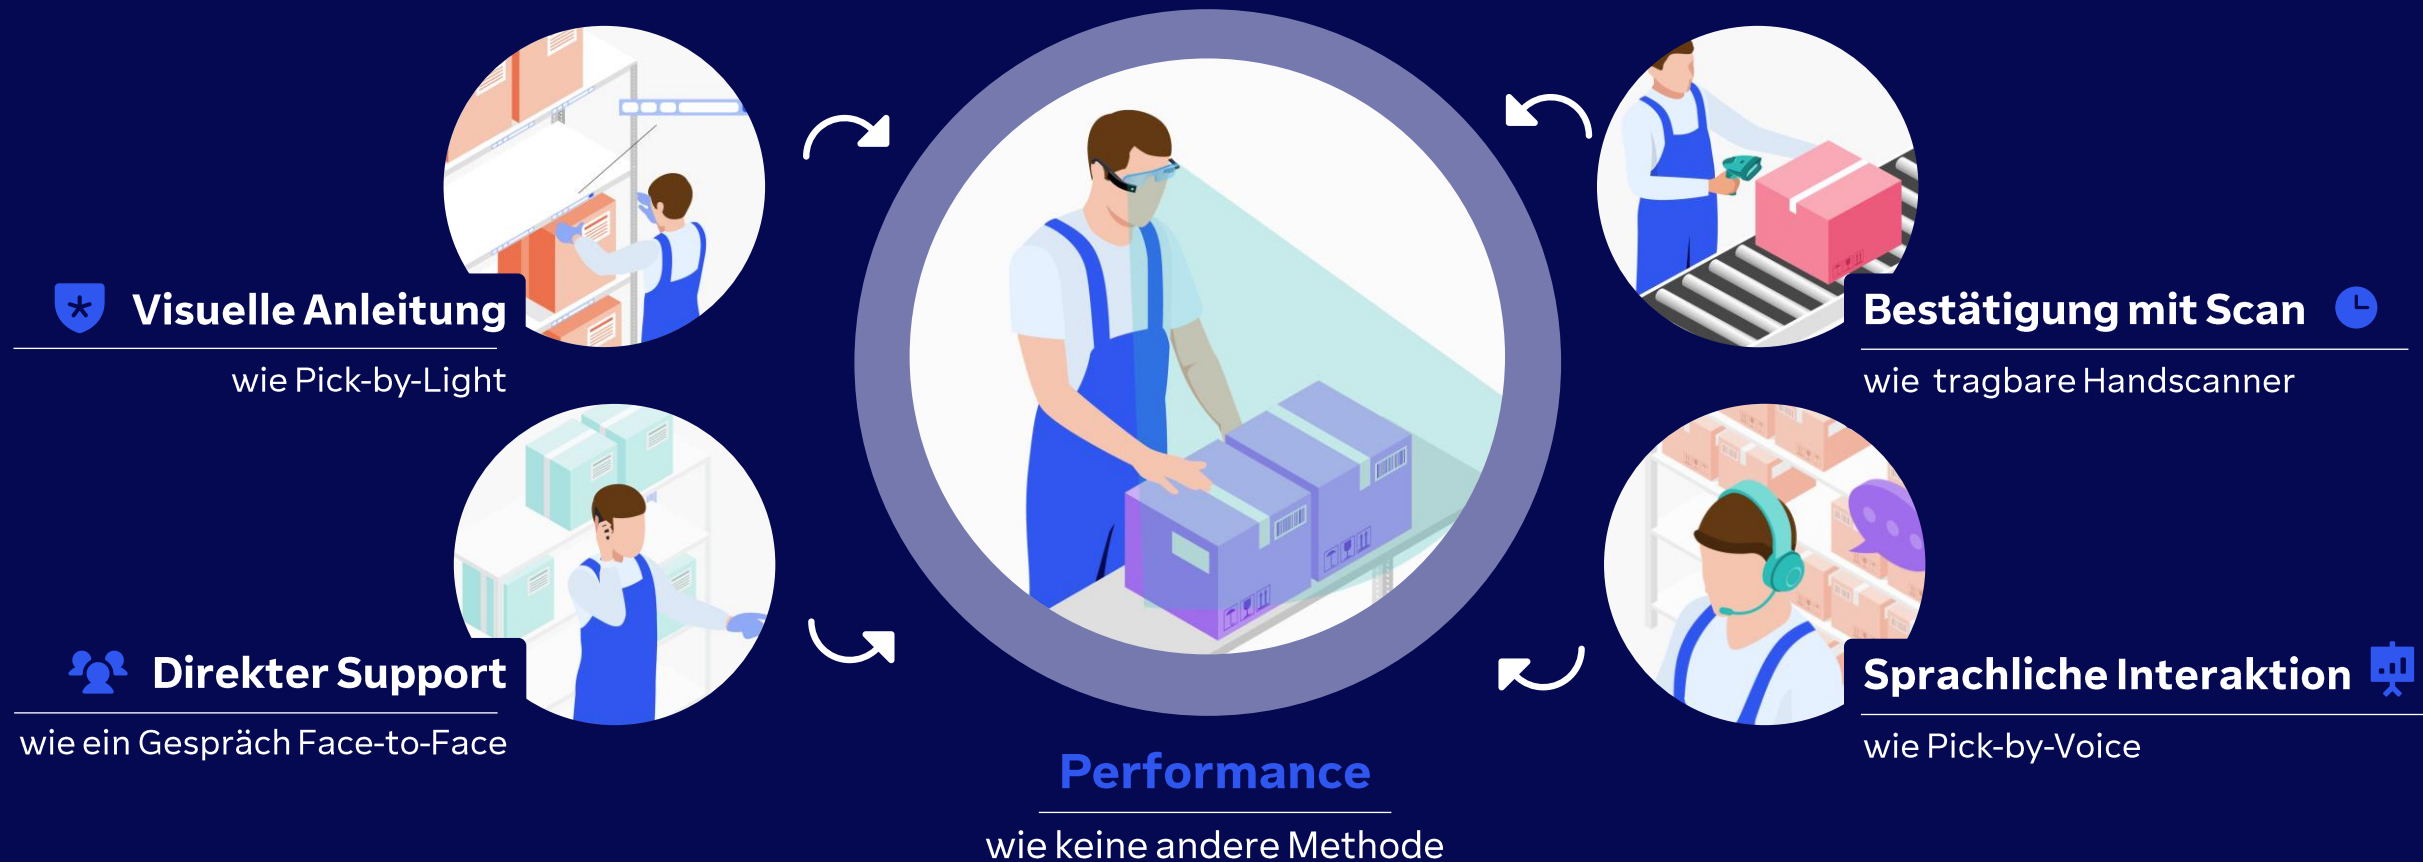 Visuelle Anleitung
wie Pick-by-Light
Direkter Support
wie ein Gespräch Face-to-Face
Performance
wie keine andere Methode
Bestätigung mit Scan
wie tragbare Handscanner
Sprachliche Interaktion
wie Pick-by-Voice